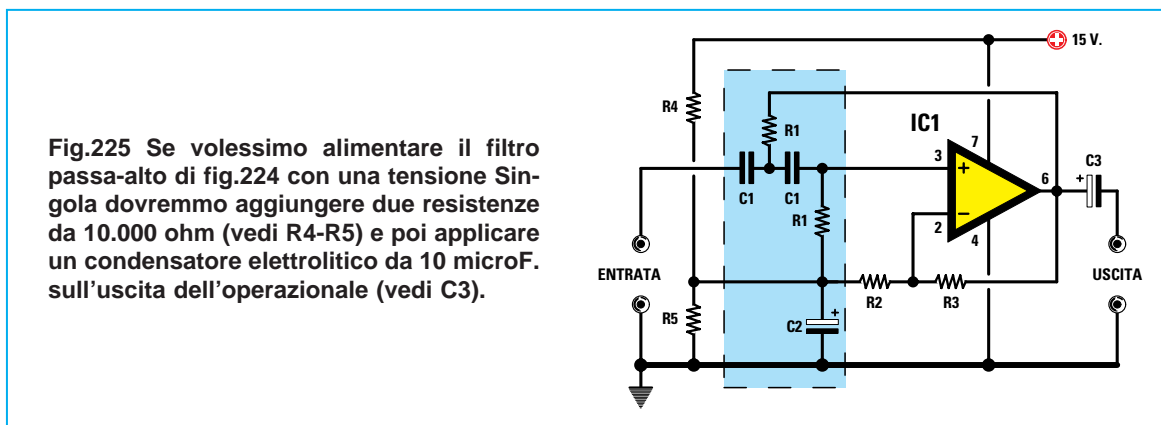 Fig.225 Se volessimo alimentare il filtro
passa-alto di fig.224 con una tensione Sin-
gola dovremmo aggiungere due resistenze
da 10.000 ohm (vedi R4-R5) e poi applicare
un condensatore elettrolitico da 10 microF.
sull'uscita dell'operazionale (vedi C3).
15 V.
R4
R1
IC1
7
3
+
C3
+
6
C1
C1
R1
−
2
4
ENTRATA
USCITA
R2
R3
R5
C2
+